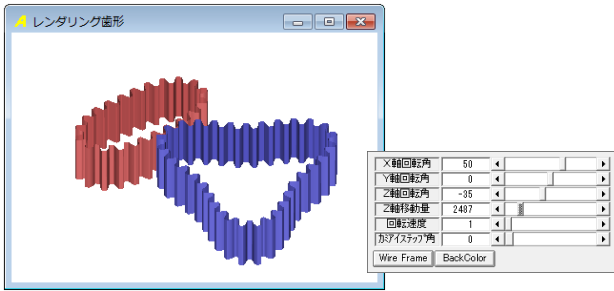 レンダリング歯形
X軸回転角 50
Y軸回転角 0
Z軸回転角 -35
Z軸移動量 2487
回転速度 1
カミアイステップ角 0
Wire Frame BackColor